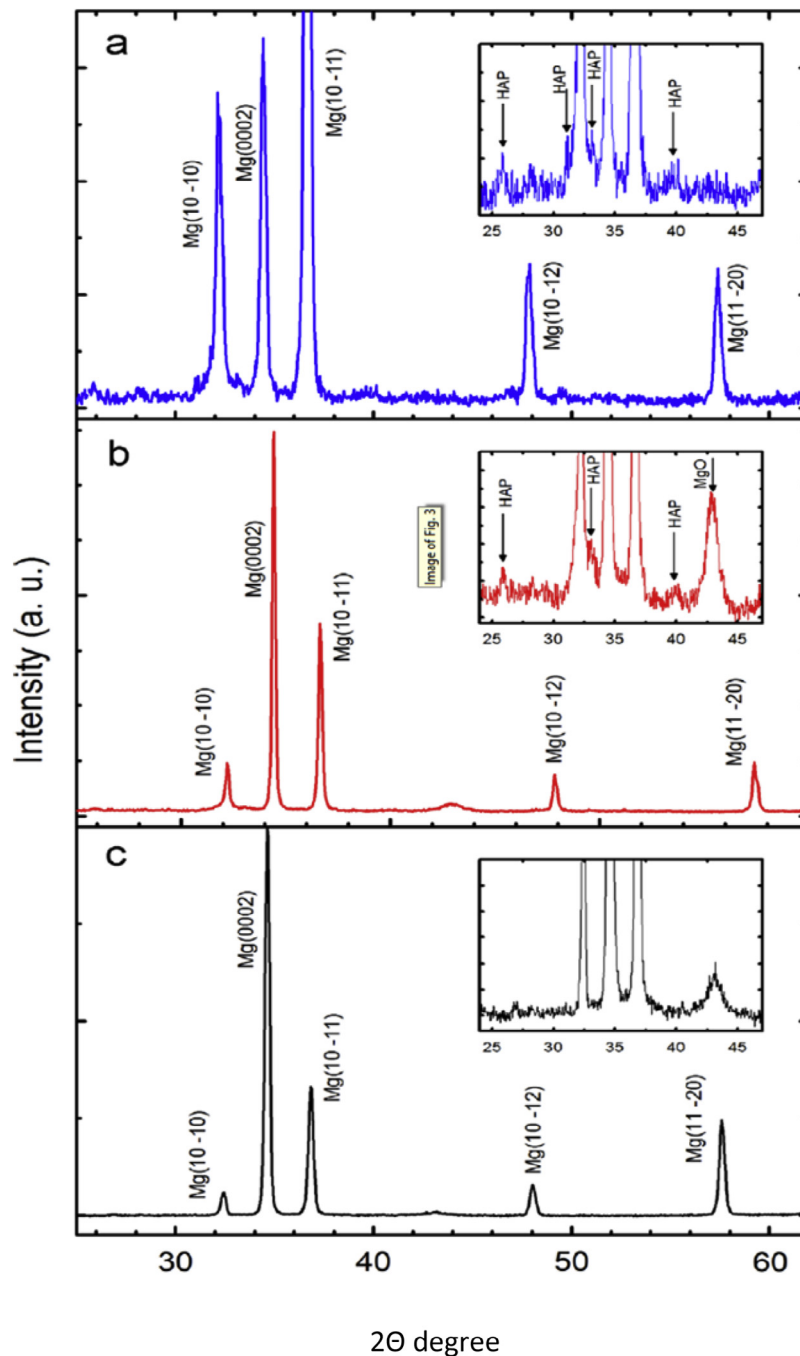 a
Mg(10 -10)
Mg(0002)
Mg(10 -11)
Mg(10 -12)
Mg(11 -20)
HAP
HAP
HAP
HAP
25 30 35 40 45
b
Mg(10 -10)
Mg(0002)
Mg(10 -11)
Mg(10 -12)
Mg(11 -20)
Image of Fig. 3
HAP
HAP
HAP
MgO
25 30 35 40 45
Intensity (a. u.)
c
Mg(10 -10)
Mg(0002)
Mg(10 -11)
Mg(10 -12)
Mg(11 -20)
25 30 35 40 45
30 40 50 60
2Θ degree